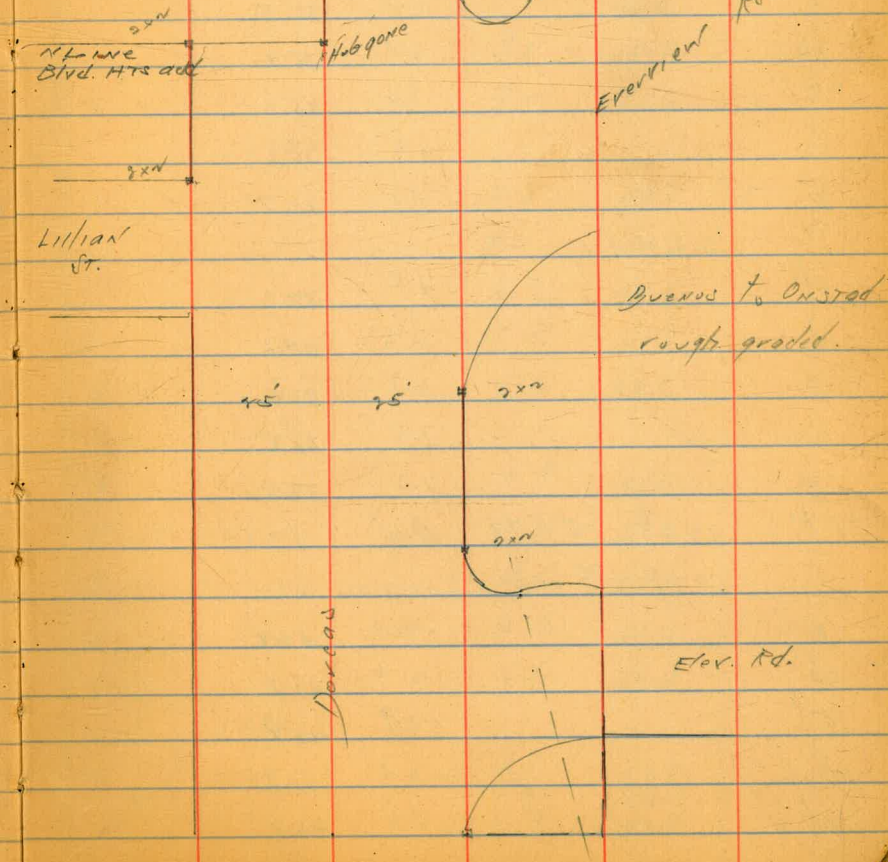 2x2
N Line
Blvd. HTS add
Hub gone
Everview
2x2
Lillian
St.
Buenos to Onstad
rough graded.
25' 25' 2x2
2x2
Dorcas
Elev. Rd.